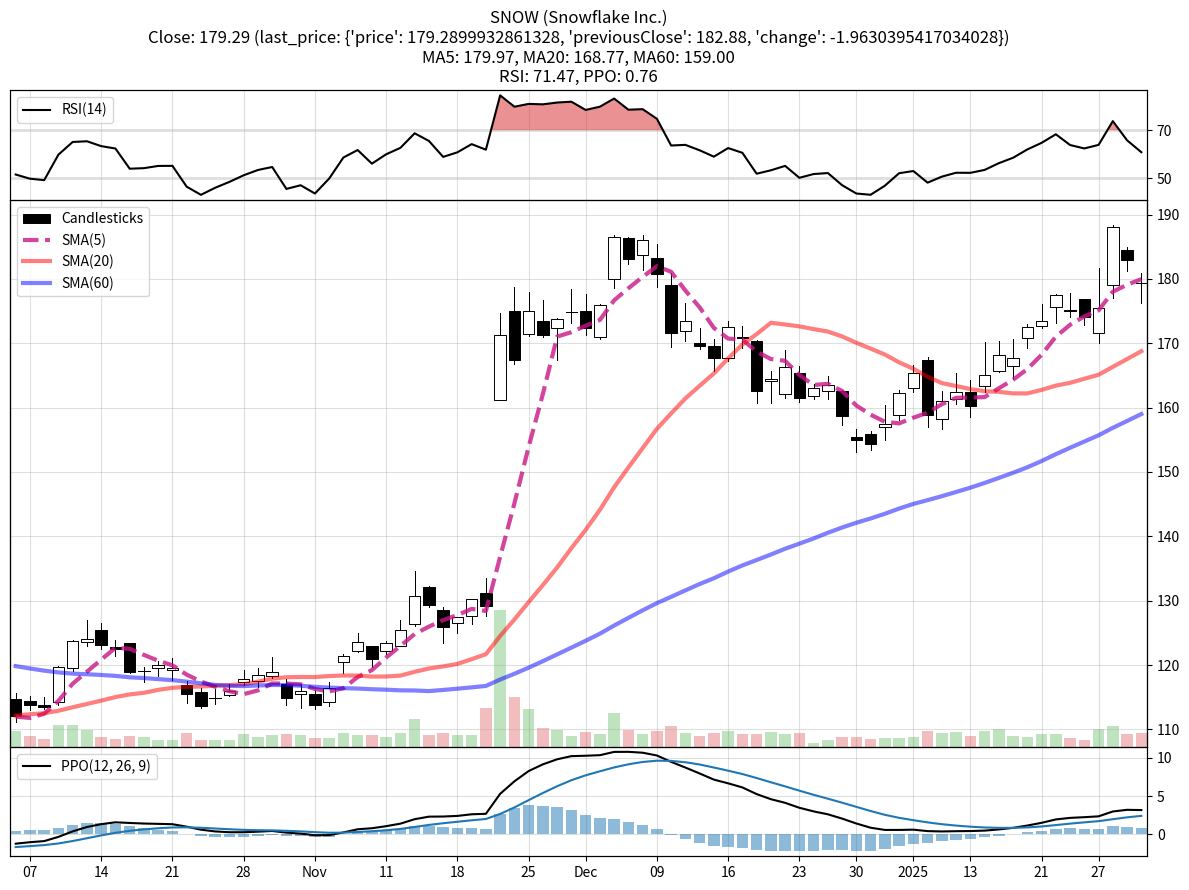 SNOW (Snowflake Inc.)
Close: 179.29 (last_price: {'price': 179.2899932861328, 'previousClose': 182.88, 'change': -1.9630395417034028})
MA5: 179.97, MA20: 168.77, MA60: 159.00
RSI: 71.47, PPO: 0.76
RSI(14)
70
50
Candlesticks
SMA(5)
SMA(20)
SMA(60)
190
180
170
160
150
140
130
120
110
PPO(12, 26, 9)
10
5
0
07 14 21 28 Nov 11 18 25 Dec 09 16 23 30 2025 13 21 27